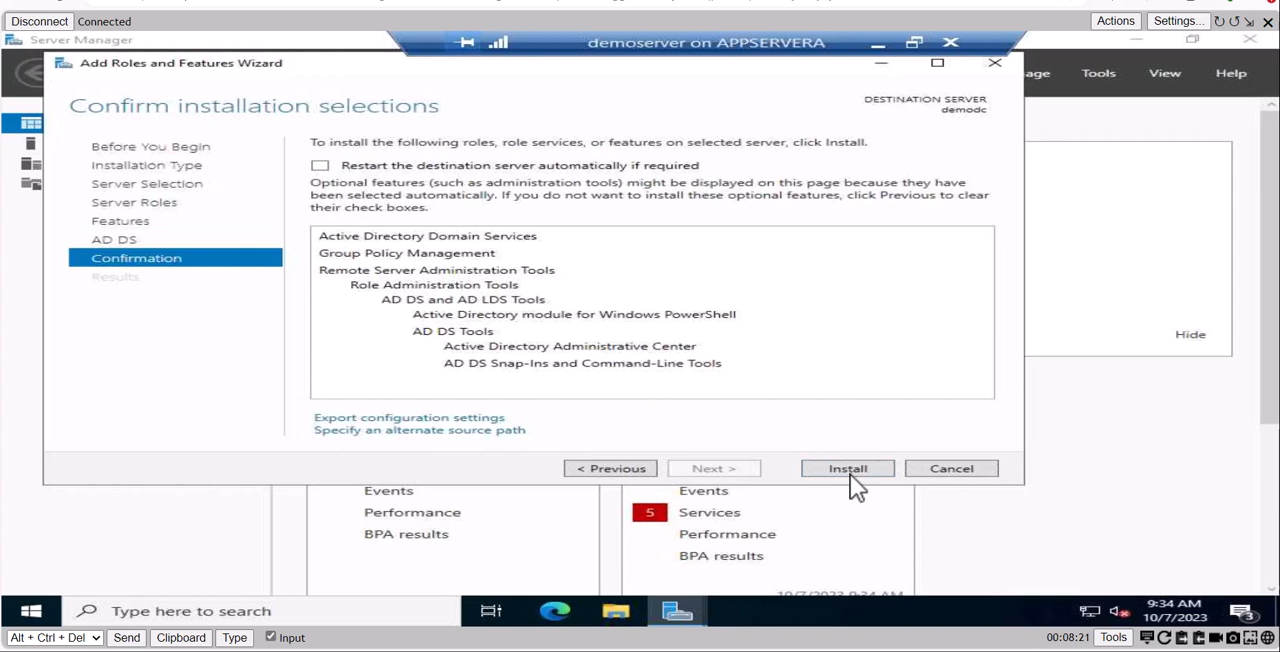 Disconnect Connected
Actions Settings...
Server Manager
demoserver on APPSERVERA
Add Roles and Features Wizard
Tools View Help
Confirm installation selections
DESTINATION SERVER
demodc
Before You Begin
Installation Type
Server Selection
Server Roles
Features
AD DS
Confirmation
Results
To install the following roles, role services, or features on selected server, click Install.
Restart the destination server automatically if required
Optional features (such as administration tools) might be displayed on this page because they have
been selected automatically. If you do not want to install these optional features, click Previous to clear
their check boxes.
Active Directory Domain Services
Group Policy Management
Remote Server Administration Tools
Role Administration Tools
AD DS and AD LDS Tools
Active Directory module for Windows PowerShell
AD DS Tools
Active Directory Administrative Center
AD DS Snap-Ins and Command-Line Tools
Export configuration settings
Specify an alternate source path
< Previous Next > Install Cancel
Hide
Events
Performance
BPA results
Events
5 Services
Performance
BPA results
10/7/2023 9:34 AM
Type here to search
9:34 AM
10/7/2023
3
Alt + Ctrl + Del Send Clipboard Type Input
00:08:21 Tools